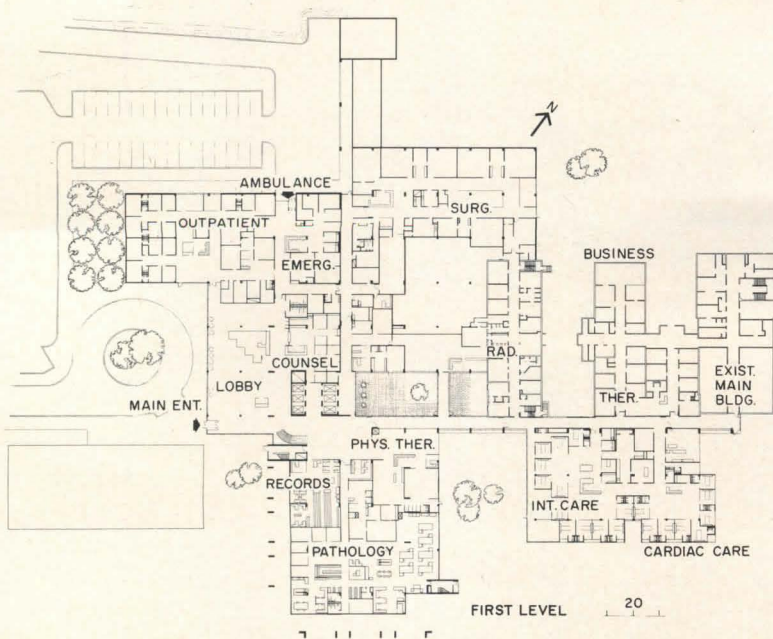 N
AMBULANCE
SURG.
OUTPATIENT
BUSINESS
EMERG.
RAD.
COUNSEL
LOBBY
THER.
EXIST.
MAIN
BLDG.
MAIN ENT.
PHYS. THER.
RECORDS
INT. CARE
PATHOLOGY
CARDIAC CARE
FIRST LEVEL
20